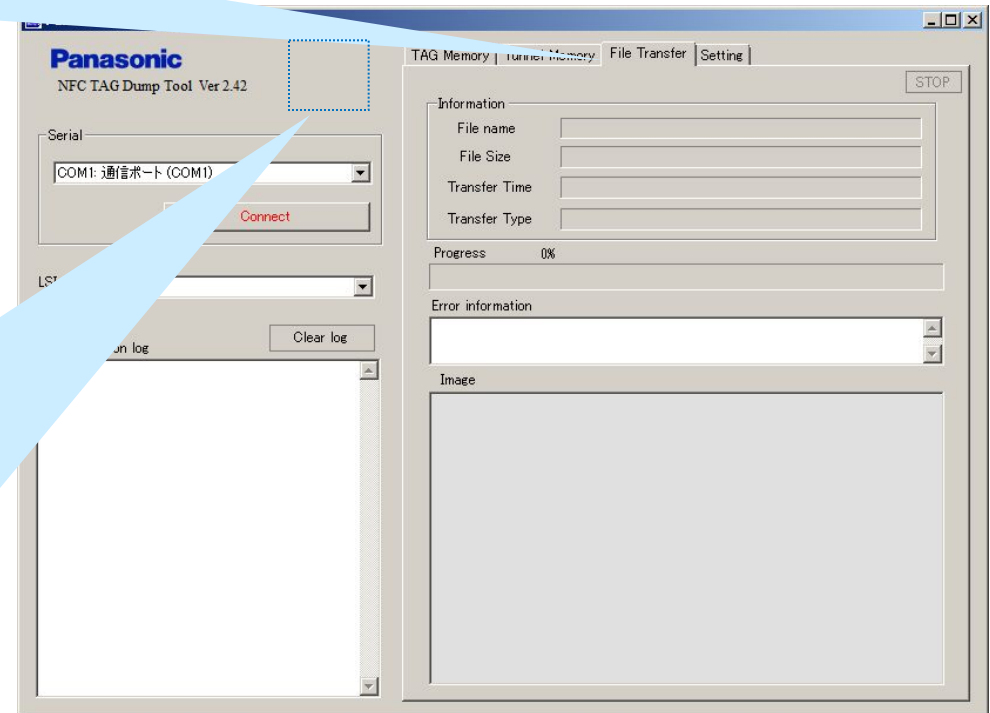 Panasonic
NFC TAG Dump Tool Ver 2.42
Serial
COM1: 通信ポート (COM1)
Connect
Clear log
log
TAG Memory
Tunnel Memory
File Transfer
Setting
STOP
Information
File name
File Size
Transfer Time
Transfer Type
Progress 0%
Error information
Image